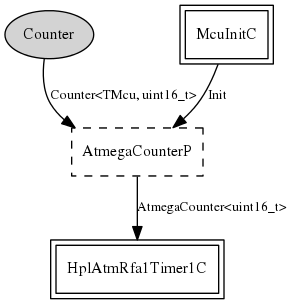 Counter
McuInitC
Counter<TMcu, uint16_t>
Init
AtmegaCounterP
AtmegaCounter<uint16_t>
HplAtmRfa1Timer1C